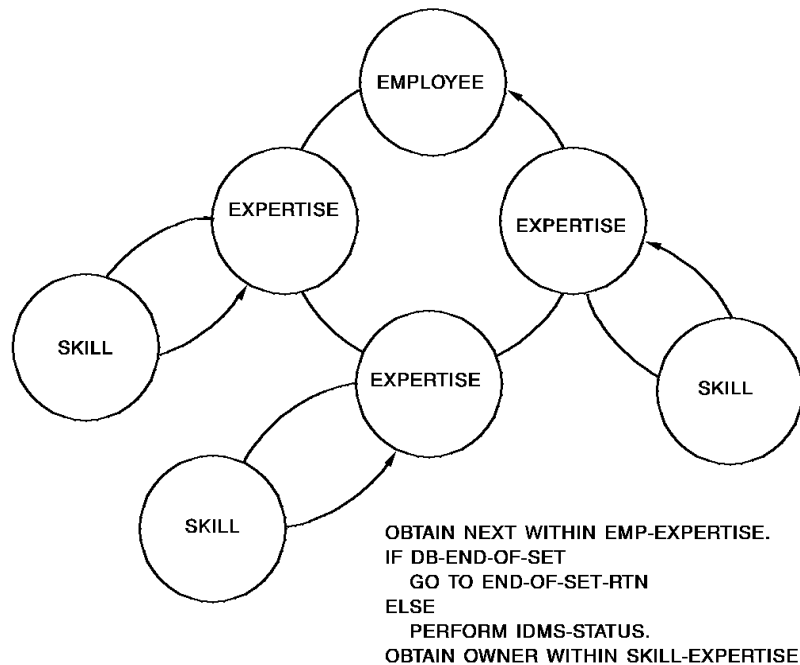 EMPLOYEE
EXPERTISE
EXPERTISE
SKILL
EXPERTISE
SKILL
SKILL
OBTAIN NEXT WITHIN EMP-EXPERTISE.
IF DB-END-OF-SET
GO TO END-OF-SET-RTN
ELSE
PERFORM IDMS-STATUS.
OBTAIN OWNER WITHIN SKILL-EXPERTISE